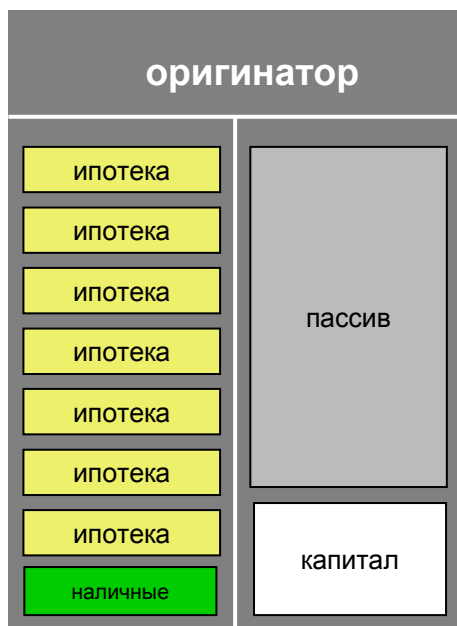 оригинатор
ипотека
ипотека
ипотека
ипотека
ипотека
ипотека
ипотека
наличные
пассив
капитал